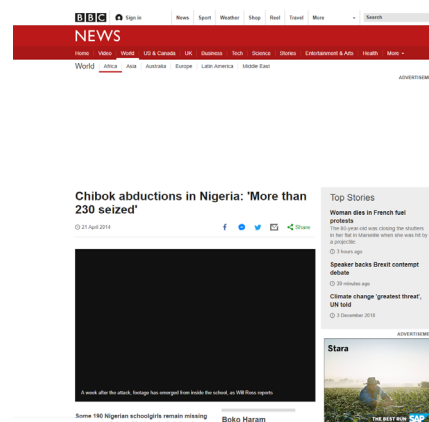 BBC Sign in News Sport Weather Shop Reel Travel More Search
NEWS
Home Video World US & Canada UK Business Tech Science Stories Entertainment & Arts Health More
World Africa Asia Australia Europe Latin America Middle East
ADVERTISEME
Chibok abductions in Nigeria: 'More than
230 seized'
21 April 2014
Share
A week after the attack, footage has emerged from inside the school, as Will Ross reports
Some 190 Nigerian schoolgirls remain missing
Boko Haram
Top Stories
Woman dies in French fuel
protests
The 80-year-old was closing the shutters
in her flat in Marseille when she was hit by
a projectile.
3 hours ago
Speaker backs Brexit contempt
debate
39 minutes ago
Climate change 'greatest threat',
UN told
3 December 2018
ADVERTISEME
Stara
THE BEST RUN SAP